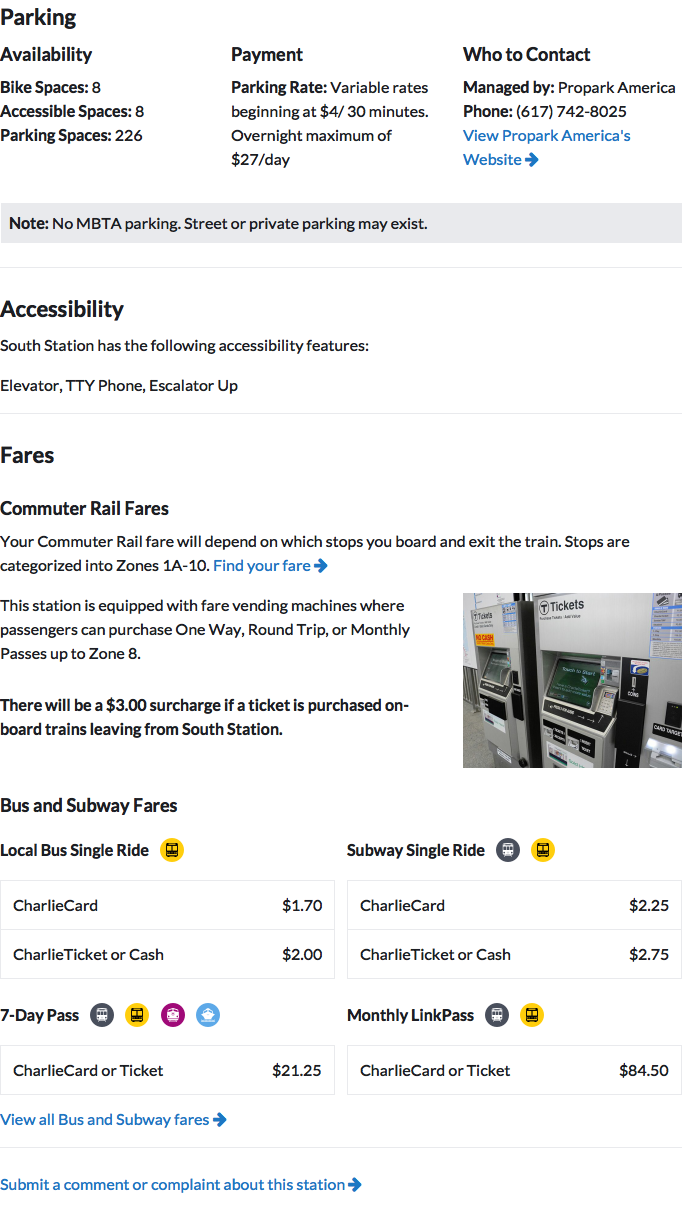 Parking
Availability
Bike Spaces: 8
Accessible Spaces: 8
Parking Spaces: 226
Payment
Parking Rate: Variable rates
beginning at $4/ 30 minutes.
Overnight maximum of
$27/day
Who to Contact
Managed by: Propark America
Phone: (617) 742-8025
View Propark America's
Website
Note: No MBTA parking. Street or private parking may exist.
Accessibility
South Station has the following accessibility features:
Elevator, TTY Phone, Escalator Up
Fares
Commuter Rail Fares
Your Commuter Rail fare will depend on which stops you board and exit the train. Stops are
categorized into Zones 1A-10. Find your fare
This station is equipped with fare vending machines where
passengers can purchase One Way, Round Trip, or Monthly
Passes up to Zone 8.
There will be a $3.00 surcharge if a ticket is purchased on-
board trains leaving from South Station.
Tickets
NO CASH
T Tickets
Touch to Start
COINS
CARD TARGET
Bus and Subway Fares
Local Bus Single Ride
CharlieCard $1.70
CharlieTicket or Cash $2.00
Subway Single Ride
CharlieCard $2.25
CharlieTicket or Cash $2.75
7-Day Pass
CharlieCard or Ticket $21.25
Monthly LinkPass
CharlieCard or Ticket $84.50
View all Bus and Subway fares
Submit a comment or complaint about this station